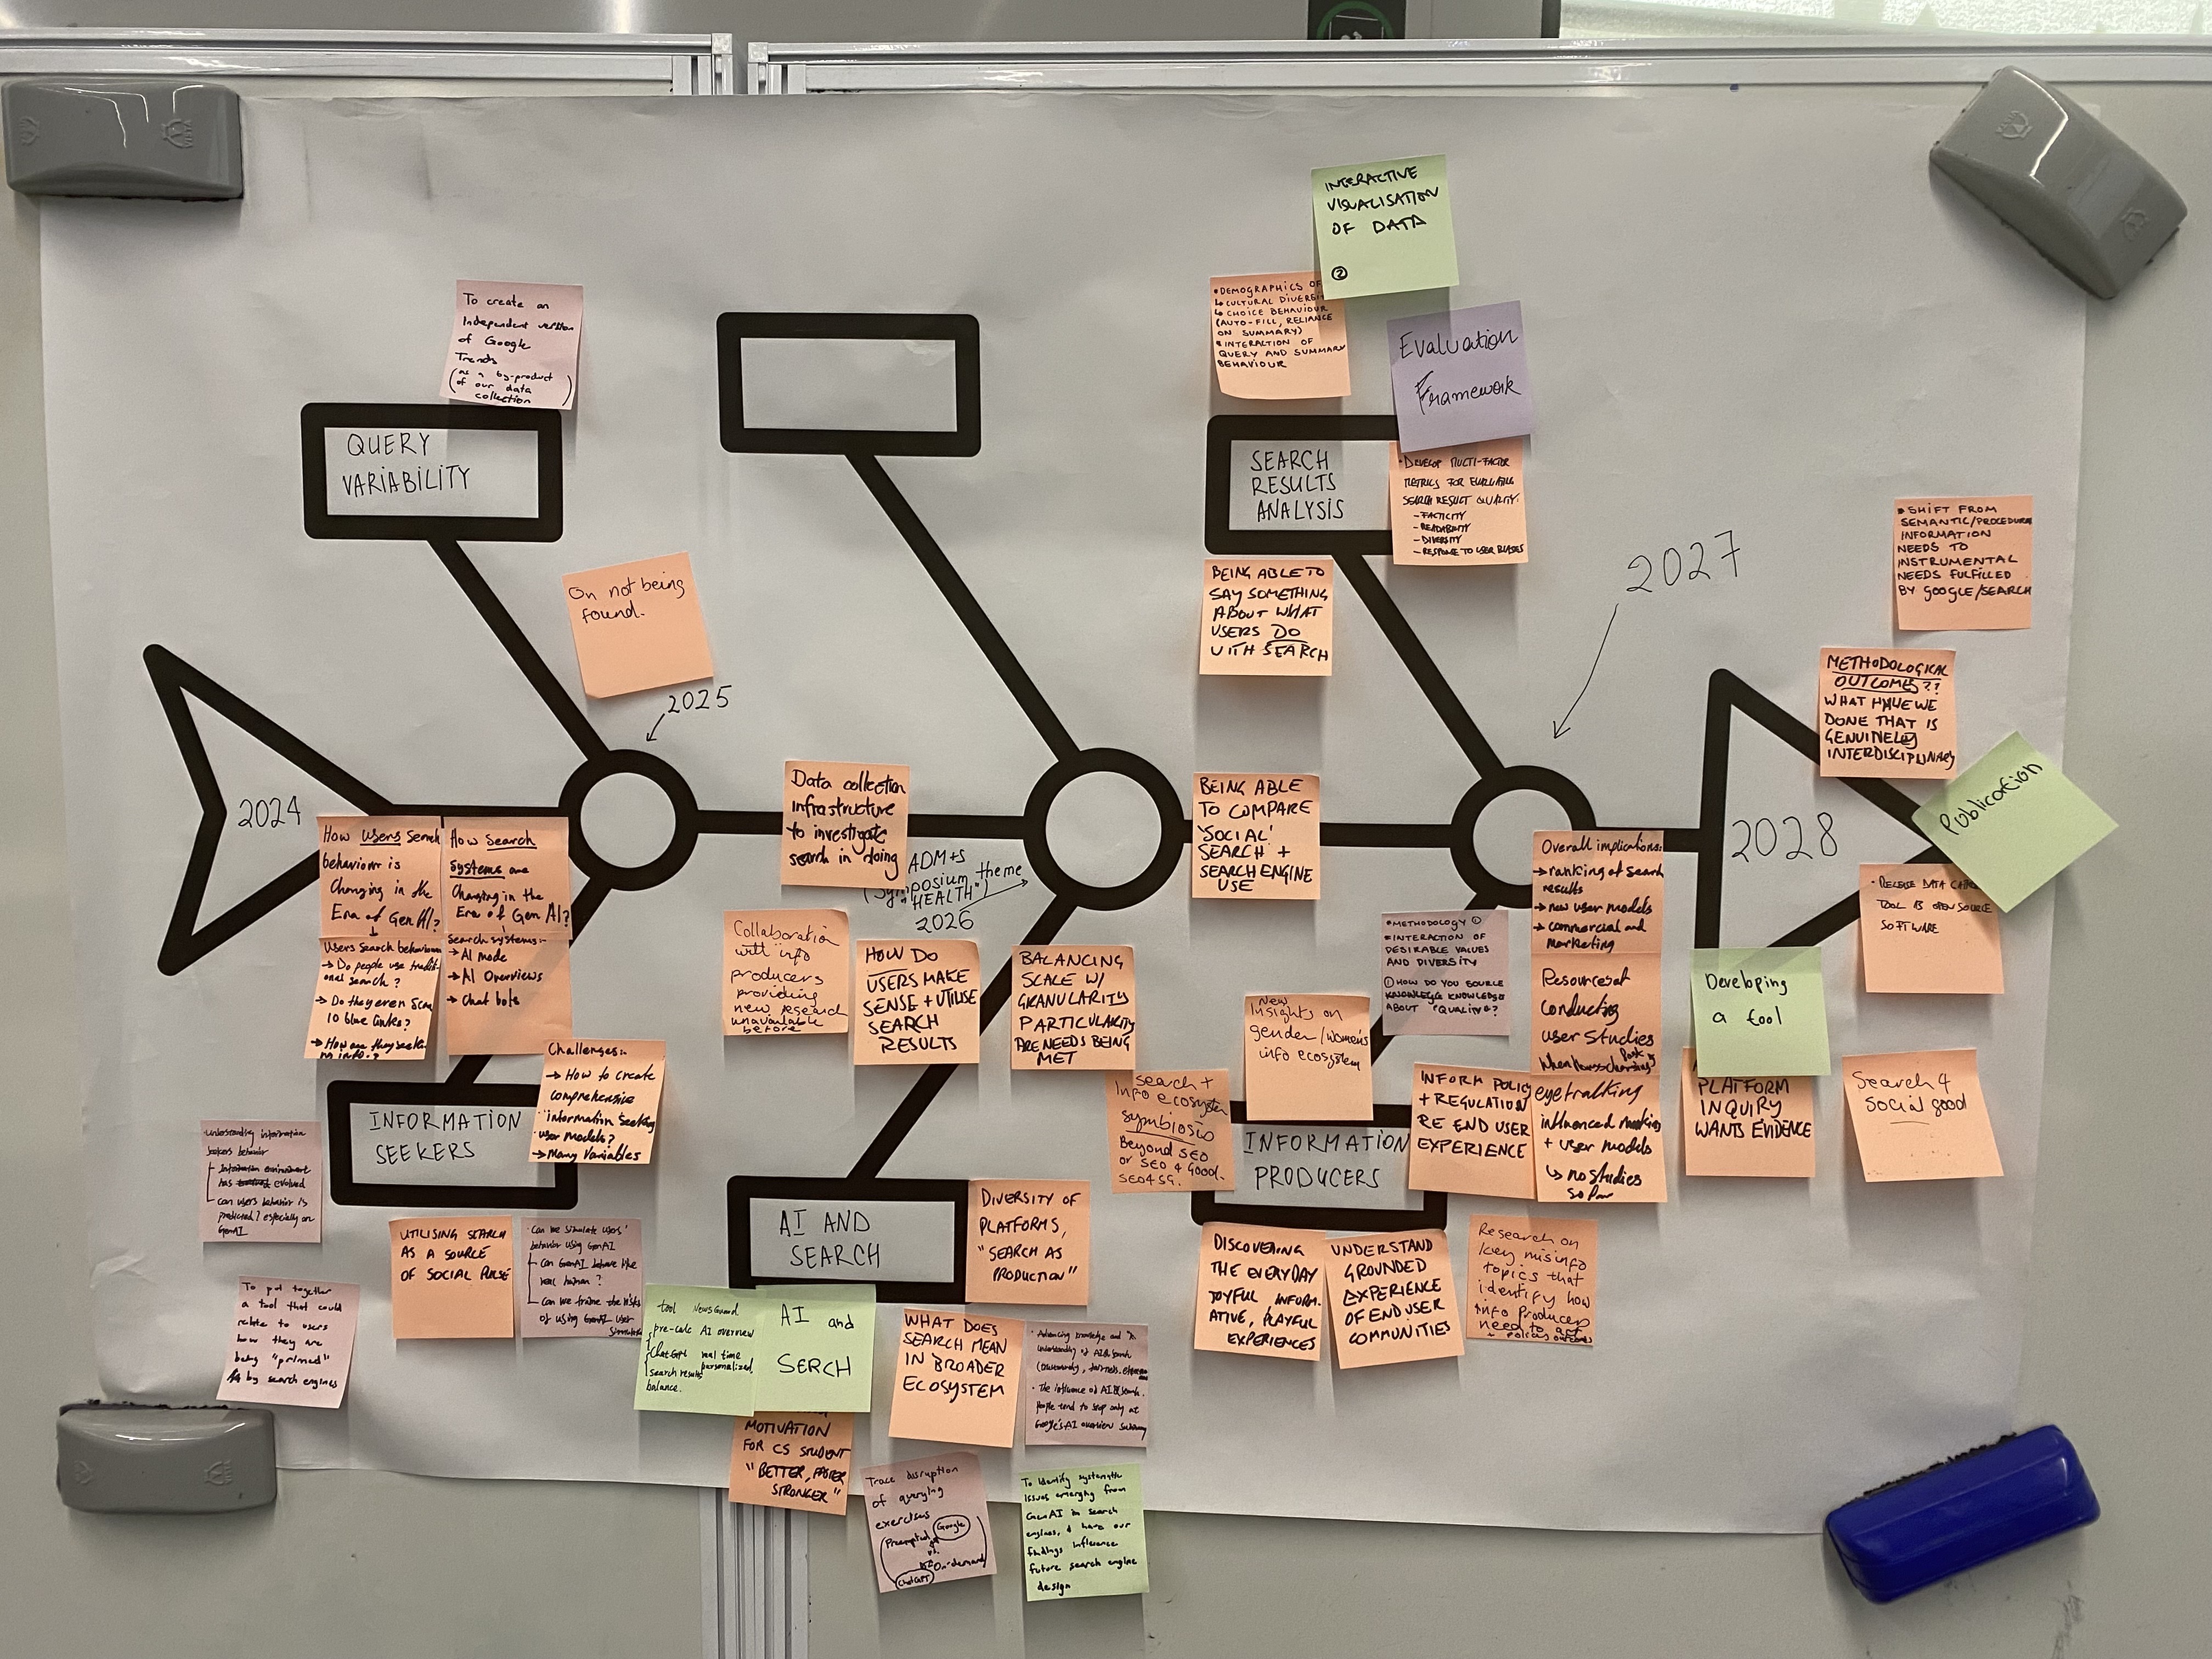 INTERACTIVE
VISUALISATION
OF DATA
②
To create an
Independent version
of Google
Trends
(as a by-product
of our data
collection)
• DEMOGRAPHICS OF
↳ CULTURAL DIVERSI
↳ CHOICE BEHAVIOUR
(AUTO-FILL, RELIANCE
ON SUMMARY)
• INTERACTION OF
QUERY AND SUMMARY
BEHAVIOUR
Evaluation
Framework
QUERY
VARIABILITY
SEARCH
RESULTS
ANALYSIS
• DEVELOP MULTI-FACTOR
METRICS FOR EVALUATING
SEARCH RESULT QUALITY:
- FACTICITY
- READABILITY
- DIVERSITY
- RESPONSE TO USER BIASES
• SHIFT FROM
SEMANTIC/PROCEDURA
INFORMATION
NEEDS TO
INSTRUMENTAL
NEEDS FULFILLED
BY GOOGLE/SEARCH
On not being
found.
BEING ABLE TO
SAY SOMETHING
ABOUT WHAT
USERS DO
WITH SEARCH
2027
2025
METHODOLOGICAL
OUTCOMES??
WHAT HAVE WE
DONE THAT IS
GENUINELY
INTERDISCIPLINARY
Publication
2024
How Users Search
behaviour is
Changing in the
Era of Gen AI?
How Search
Systems are
Changing in the
Era of Gen AI?
Data collection
infrastructure
to investigate
search in doing
ADM+S
(Symposium theme
"HEALTH")
2026
BEING ABLE
TO COMPARE
'SOCIAL'
SEARCH +
SEARCH ENGINE
USE
Overall implications:
→ ranking of search
results
→ new user models
→ commercial and
marketing
2028
• RELEASE DATA
TOOL AS OPEN SOURCE
SOFTWARE
Users search behaviour
→ Do people use tradit-
onal search?
→ Do they even Scan
10 blue links?
→ How are they seek
ng info.?
Search systems:-
→ AI mode
→ AI Overviews
→ Chat bots
Collaboration
with info
producers
providing
new research
unavailable
before
HOW DO
USERS MAKE
SENSE + UTILISE
SEARCH
RESULTS
BALANCING
SCALE W/
GRANULARITY
PARTICULARITY
ARE NEEDS BEING
MET
• METHODOLOGY ①
• INTERACTION OF
DESIRABLE VALUES
AND DIVERSITY
① HOW DO YOU SOURCE
KNOWLEGG KNOWLEDGE
ABOUT "QUALITY"?
Resources of
Conducting
user studies
Developing
a tool
New
Insights on
gender/women's
info ecosystem
Challenges:-
→ How to create
comprehensive
information seeking
user models?
→ Many variables
Search +
Info ecosystem
symbiosis
Beyond SEO
or SEO 4 Good.
SEO4SG.
INFORM POLICY
+ REGULATION
RE END USER
EXPERIENCE
eyetracking
influenced
+ user models
↳ no studies
so far
PLATFORM
INQUIRY
WANTS EVIDENCE
Search 4
social good
INFORMATION
SEEKERS
INFORMATION
PRODUCERS
Understanding information
seekers behavior
Information environment
has evolved
can users behavior is
predicted? especially on
GenAI
UTILISING SEARCH
AS A SOURCE
OF SOCIAL PULSE
Can we simulate users'
behavior using GenAI
can GenAI behave like
real human?
can we frame the risks
of using GenAI user
AI AND
SEARCH
DIVERSITY OF
PLATFORMS,
"SEARCH AS
PRODUCTION"
DISCOVERING
THE EVERYDAY
JOYFUL INFORM-
ATIVE, PLAYFUL
EXPERIENCES
UNDERSTAND
GROUNDED
EXPERIENCE
OF END USER
COMMUNITIES
Research on
key misinfo
topics that
identify how
info producers
need to act
+ policy outcomes
To put together
a tool that could
relate to users
how they are
being "primed"
by search engines
tool NewsGuard
pre-calc AI overview
ChatGPT real time
personalized
search results
balance.
AI and
SERCH
WHAT DOES
SEARCH MEAN
IN BROADER
ECOSYSTEM
• Advancing knowledge and
understanding of AI & search
• The influence of AI & search.
People tend to stop only at
Google's AI overview summary
MOTIVATION
FOR CS STUDENT
"BETTER, FASTER
STRONGER"
Trace disruption
of querying
exercises
Preempted Google
vs.
On-demand
ChatGPT
To identify systematic
issues emerging from
GenAI in search
engines, & have our
findings influence
future search engine
design